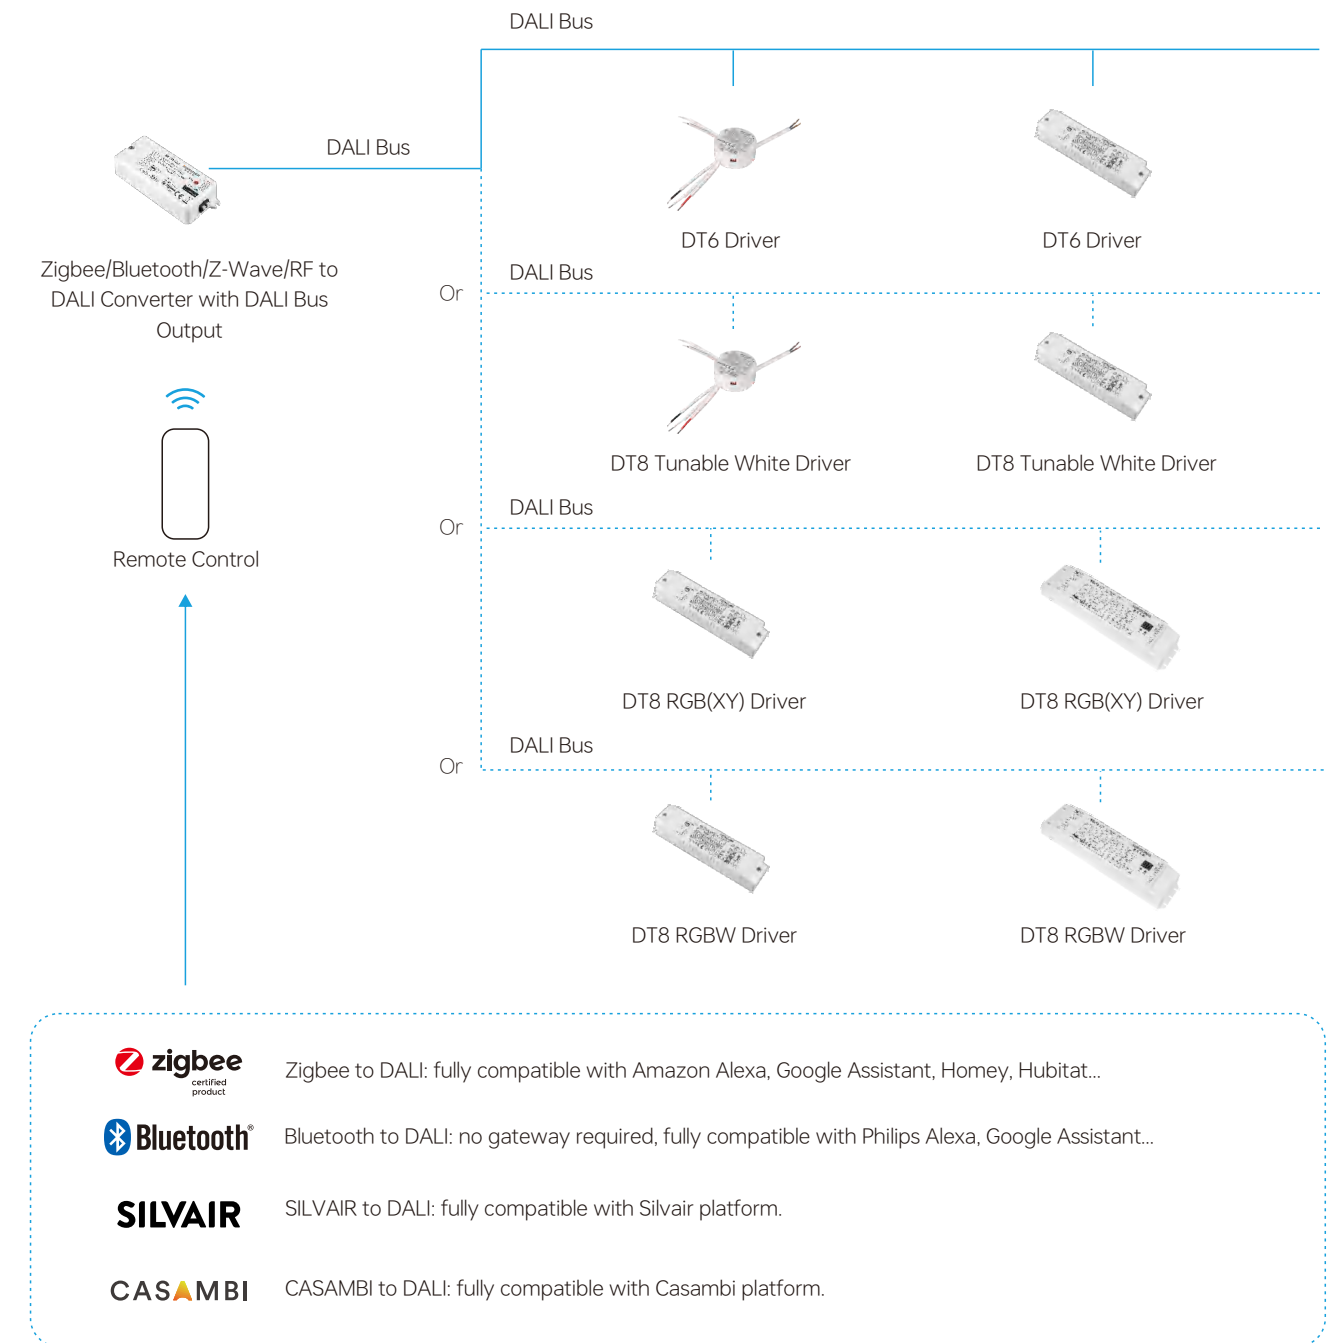 DALI Bus
DALI Bus
DT6 Driver
DT6 Driver
Zigbee/Bluetooth/Z-Wave/RF to
DALI Converter with DALI Bus
Output
DALI Bus
Or
DT8 Tunable White Driver
DT8 Tunable White Driver
DALI Bus
Or
Remote Control
DT8 RGB(XY) Driver
DT8 RGB(XY) Driver
DALI Bus
Or
DT8 RGBW Driver
DT8 RGBW Driver
zigbee
certified
product
Zigbee to DALI: fully compatible with Amazon Alexa, Google Assistant, Homey, Hubitat...
Bluetooth®
Bluetooth to DALI: no gateway required, fully compatible with Philips Alexa, Google Assistant...
SILVAIR
SILVAIR to DALI: fully compatible with Silvair platform.
CASAMBI
CASAMBI to DALI: fully compatible with Casambi platform.